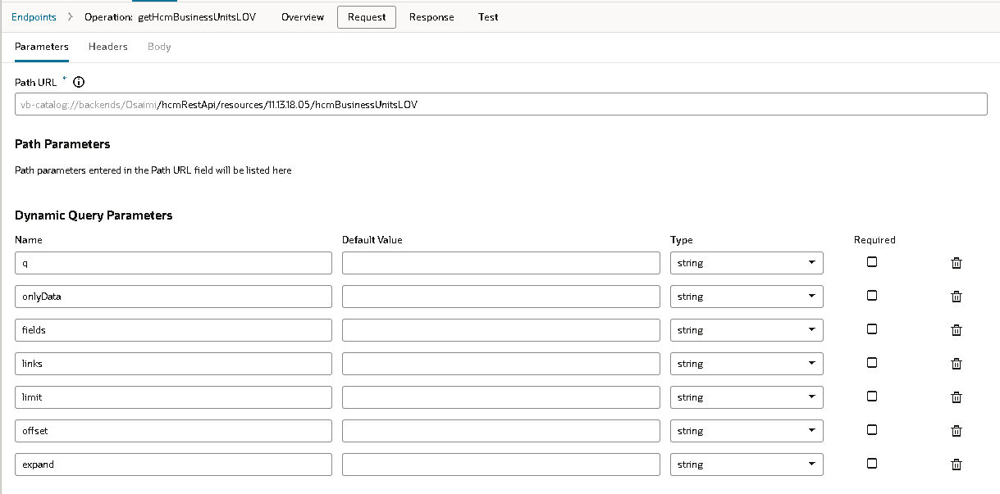 Endpoints > Operation: getHcmBusinessUnitsLOV Overview Request Response Test
Parameters Headers Body
Path URL *
vb-catalog://backends/Osaimi/hcmRestApi/resources/11.13.18.05/hcmBusinessUnitsLOV
Path Parameters
Path parameters entered in the Path URL field will be listed here
Dynamic Query Parameters
Name Default Value Type Required
q string
onlyData string
fields string
links string
limit string
offset string
expand string